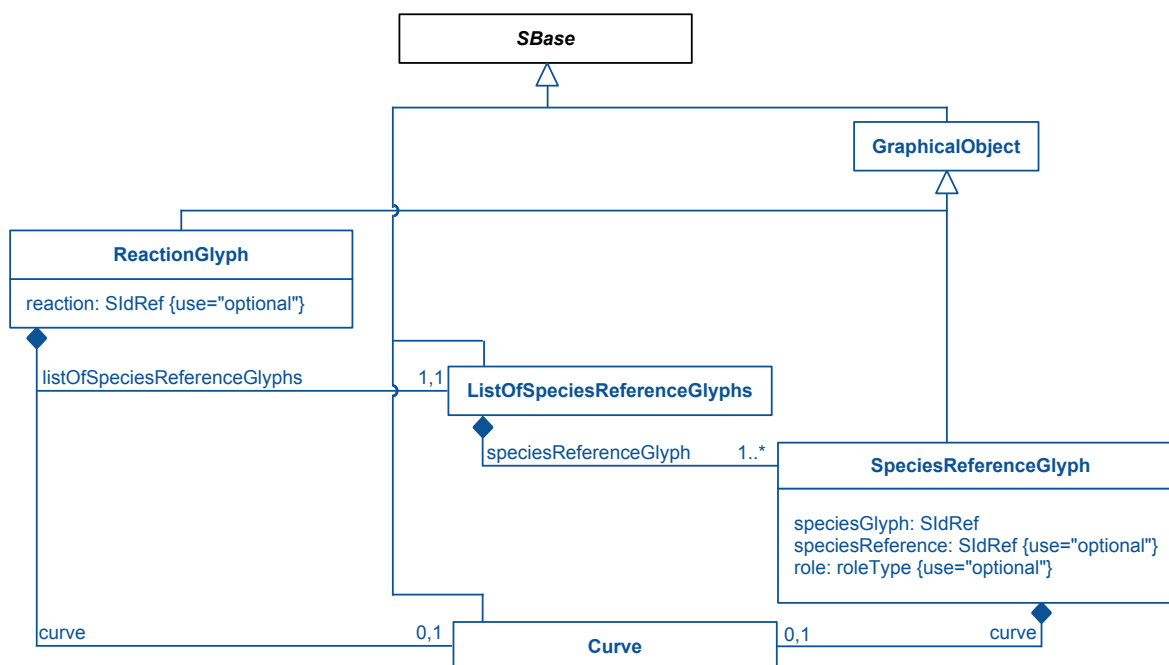 SBase
GraphicalObject
ReactionGlyph
reaction: SIdRef {use="optional"}
listOfSpeciesReferenceGlyphs
1,1
ListOfSpeciesReferenceGlyphs
speciesReferenceGlyph
1..*
SpeciesReferenceGlyph
speciesGlyph: SIdRef
speciesReference: SIdRef {use="optional"}
role: roleType {use="optional"}
curve
0,1
Curve
0,1
curve